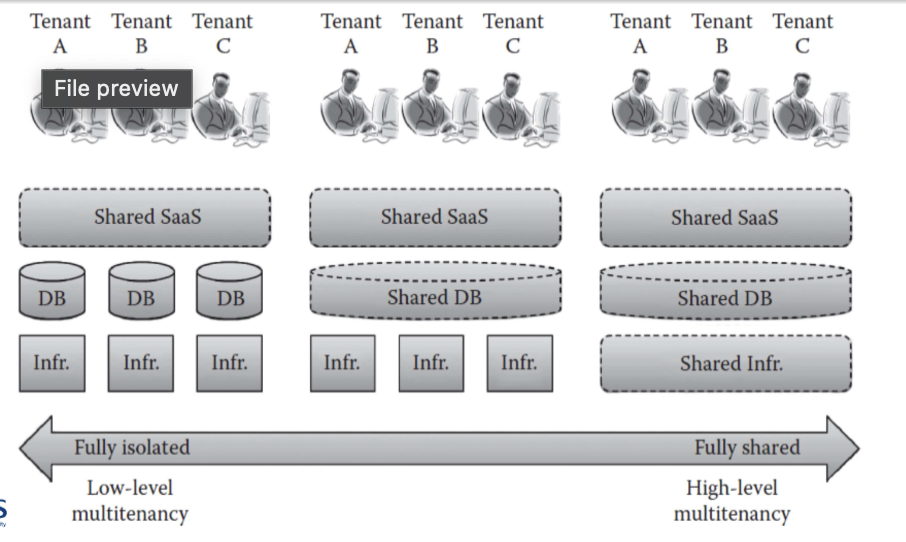 Tenant Tenant Tenant
A B C
Tenant Tenant Tenant
A B C
Tenant Tenant Tenant
A B C
File preview
Shared SaaS
Shared SaaS
Shared SaaS
DB DB DB
Shared DB
Shared DB
Infr. Infr. Infr.
Infr. Infr. Infr.
Shared Infr.
Fully isolated
Fully shared
Low-level
multitenancy
High-level
multitenancy
S